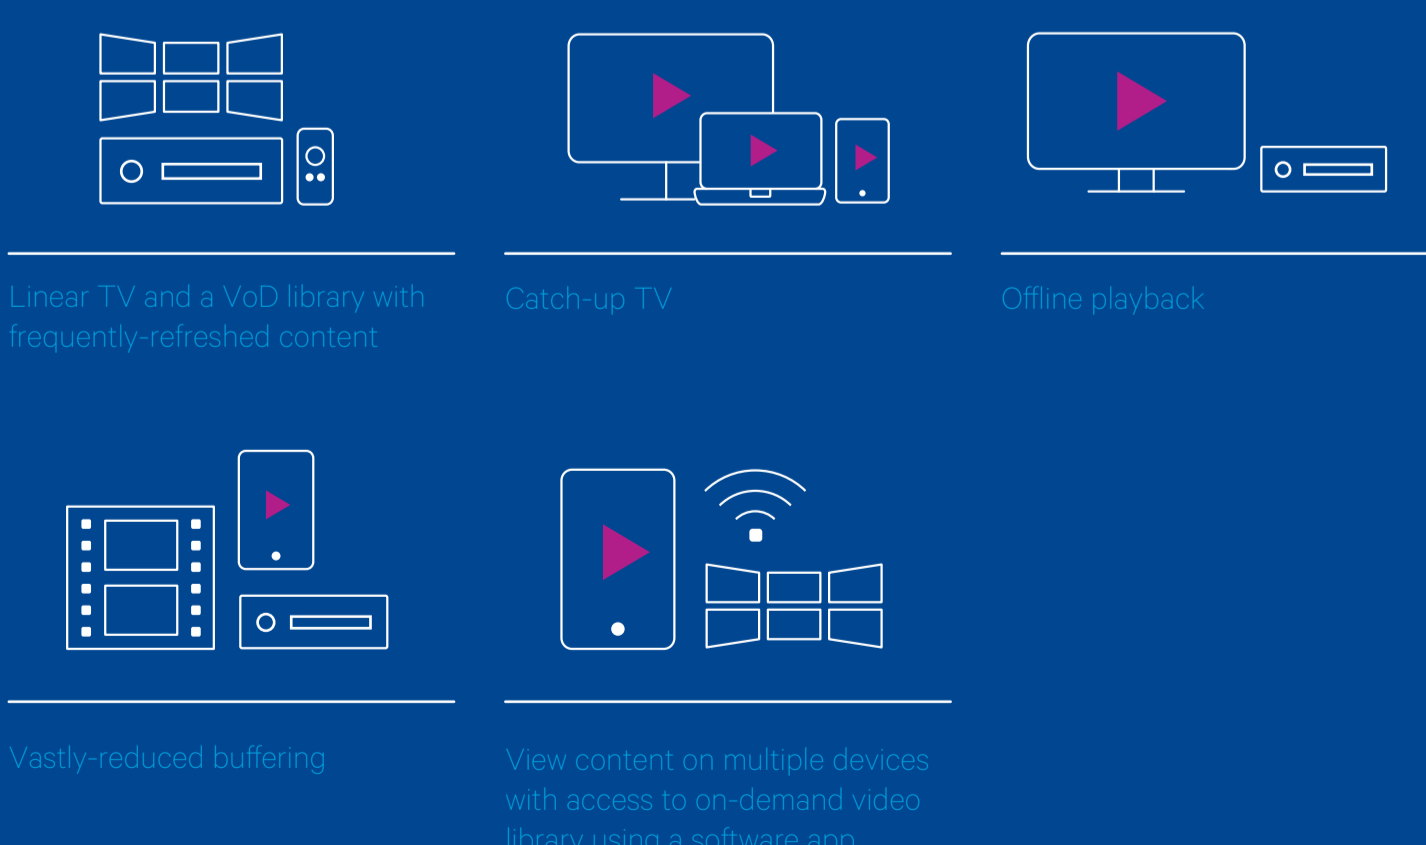 Linear TV and a VoD library with
frequently-refreshed content
Catch-up TV
Offline playback
Vastly-reduced buffering
View content on multiple devices
with access to on-demand video
library using a software app